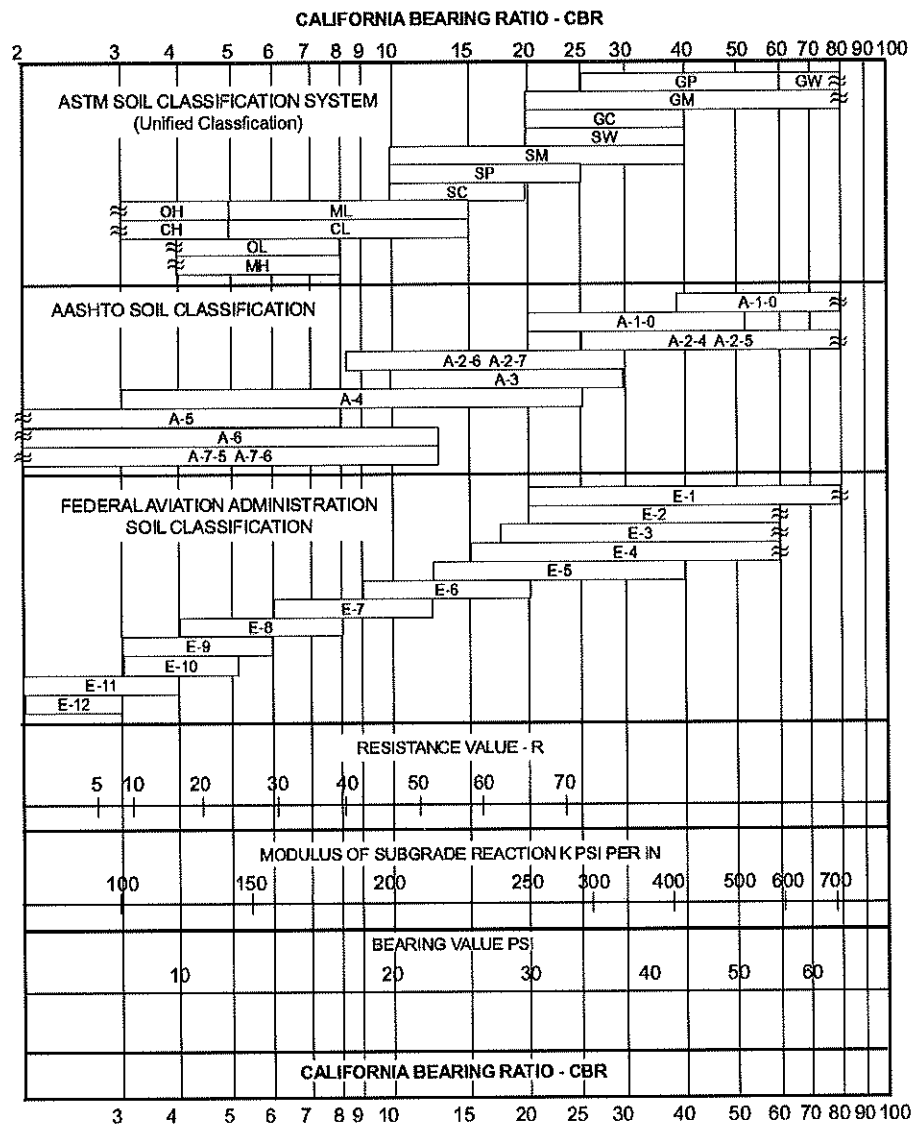 CALIFORNIA BEARING RATIO - CBR
2 3 4 5 6 7 8 9 10 15 20 25 30 40 50 60 70 80 90 100
GP GW
ASTM SOIL CLASSIFICATION SYSTEM
(Unified Classfication)
GM
GC
SW
SM
SP
SC
OH ML
CH CL
OL
MH
AASHTO SOIL CLASSIFICATION
A-1-0
A-1-0
A-2-4 A-2-5
A-2-6 A-2-7
A-3
A-4
A-5
A-6
A-7-5 A-7-6
FEDERAL AVIATION ADMINISTRATION
SOIL CLASSIFICATION
E-1
E-2
E-3
E-4
E-5
E-6
E-7
E-8
E-9
E-10
E-11
E-12
RESISTANCE VALUE - R
5 10 20 30 40 50 60 70
MODULUS OF SUBGRADE REACTION K PSI PER IN
100 150 200 250 300 400 500 600 700
BEARING VALUE PSI
10 20 30 40 50 60
CALIFORNIA BEARING RATIO - CBR
3 4 5 6 7 8 9 10 15 20 25 30 40 50 60 70 80 90 100